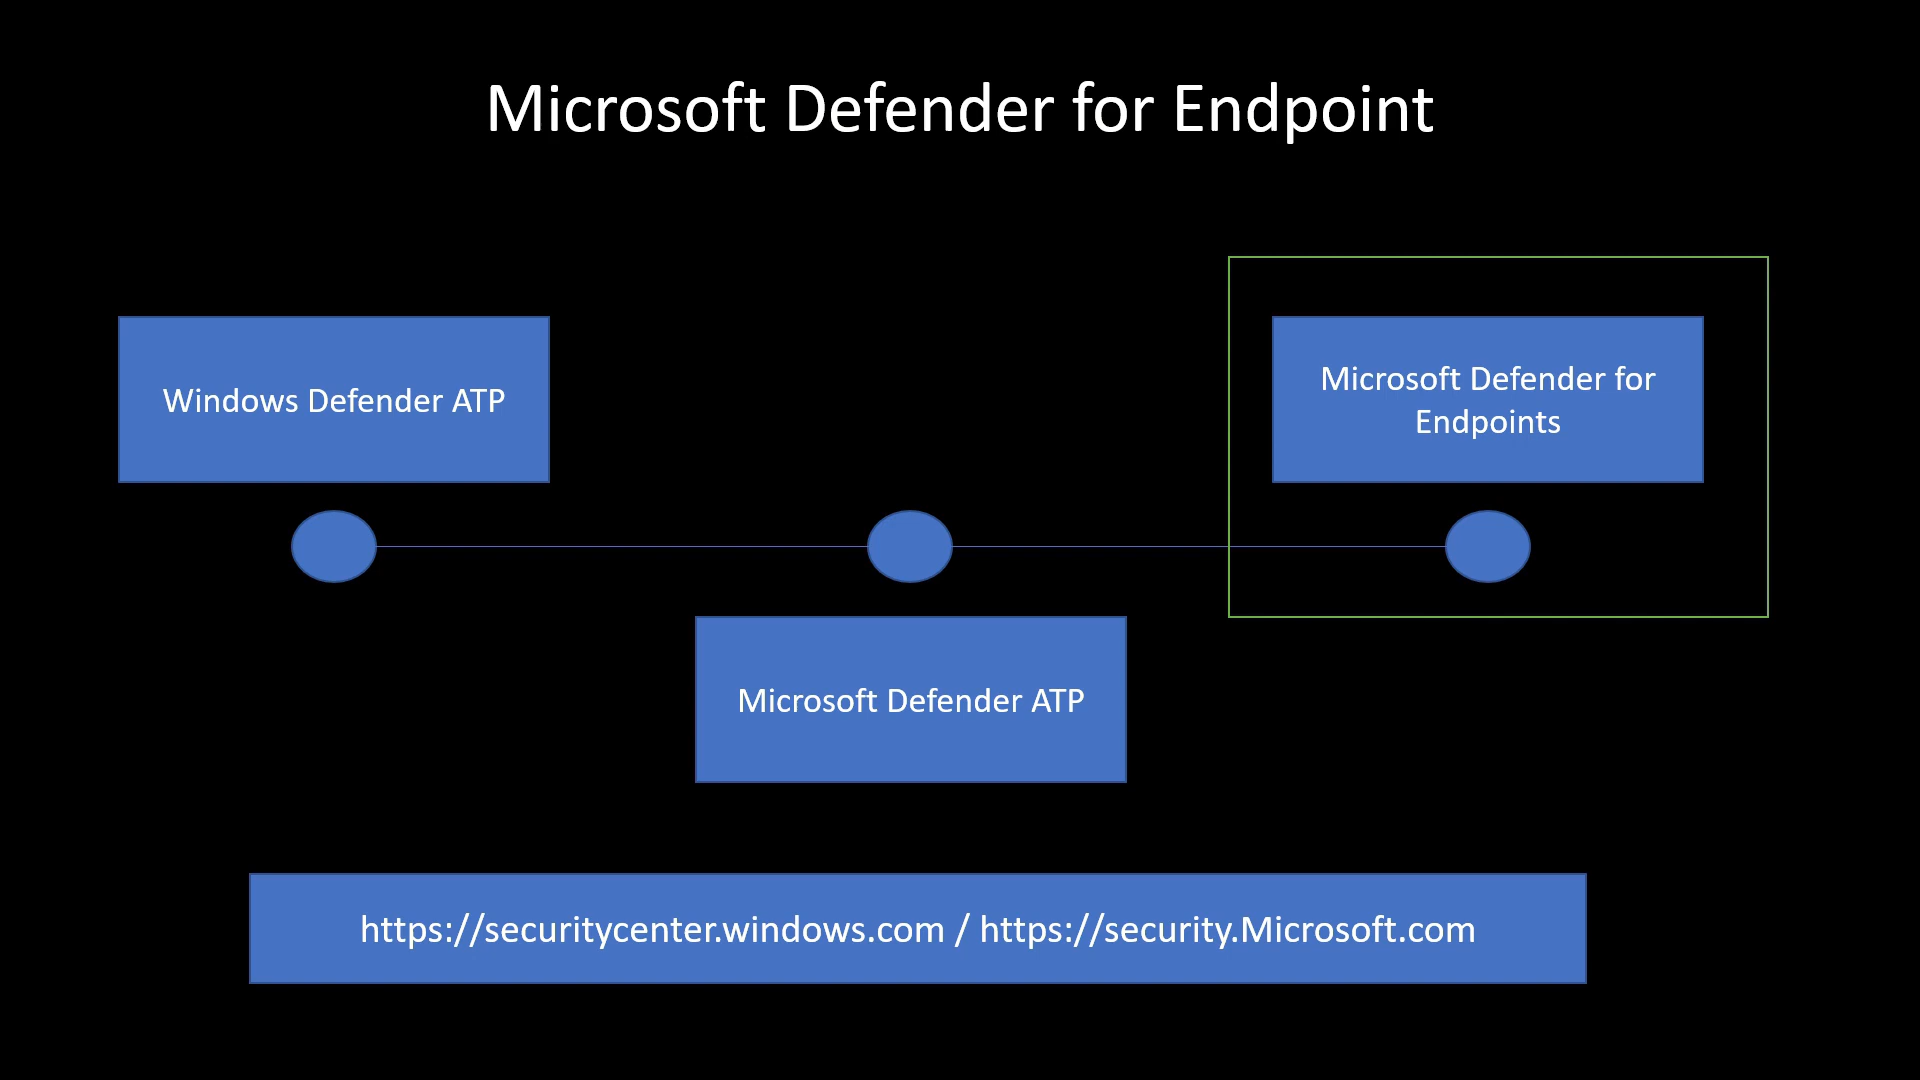 Microsoft Defender for Endpoint
Windows Defender ATP
Microsoft Defender for
Endpoints
Microsoft Defender ATP
https://securitycenter.windows.com / https://security.Microsoft.com